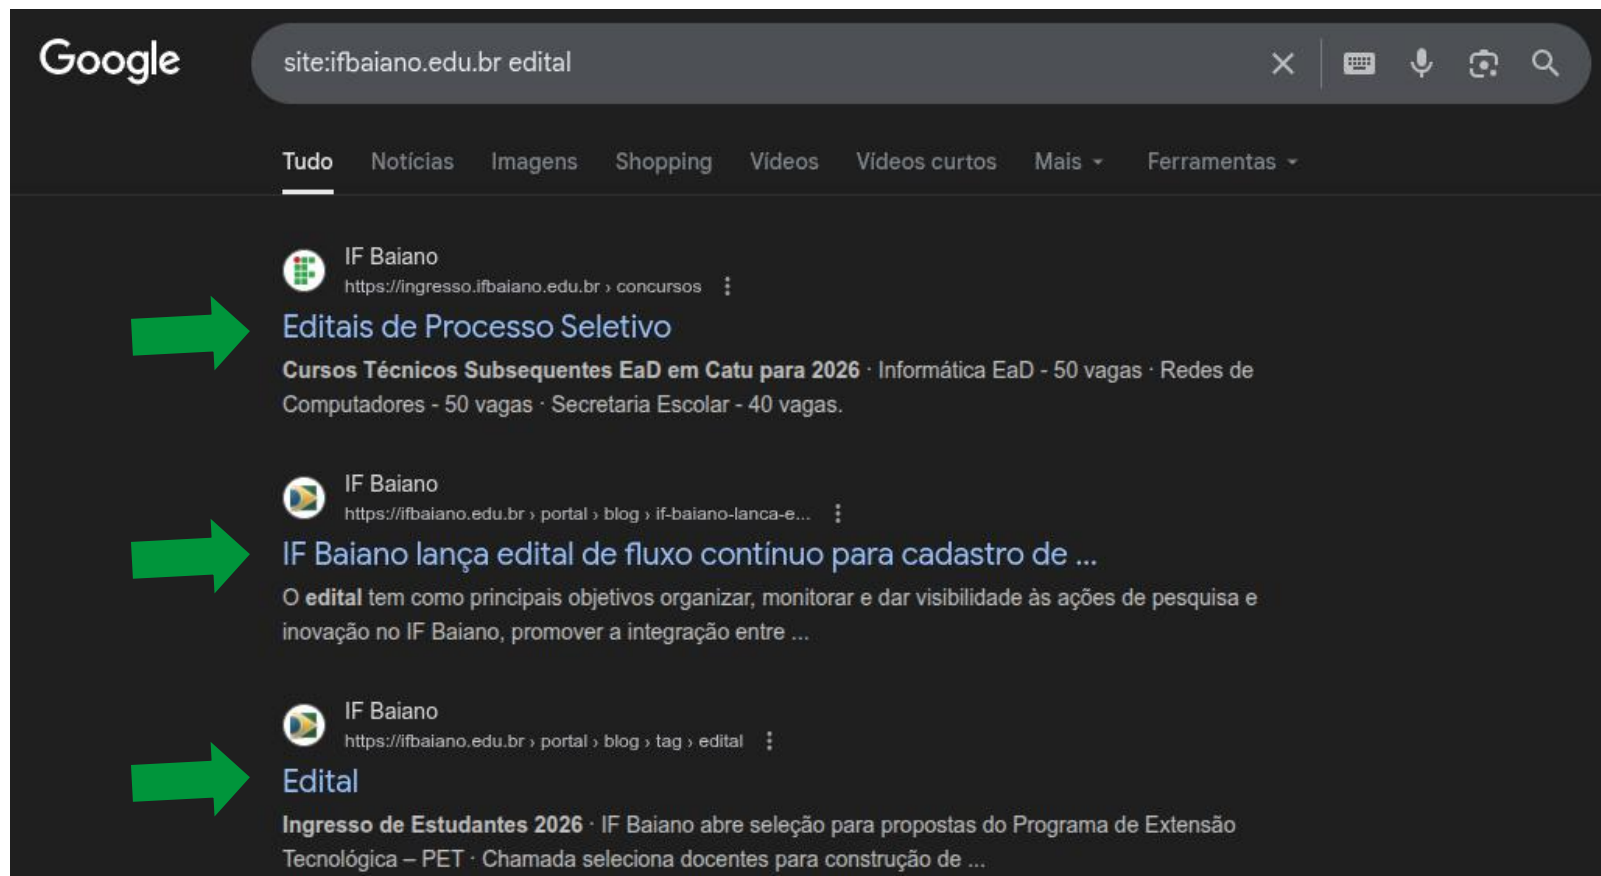 Google
site:ifbaiano.edu.br edital
Tudo Notícias Imagens Shopping Vídeos Vídeos curtos Mais Ferramentas
IF Baiano
https://ingresso.ifbaiano.edu.br › concursos
Editais de Processo Seletivo
Cursos Técnicos Subsequentes EaD em Catu para 2026 · Informática EaD - 50 vagas · Redes de
Computadores - 50 vagas · Secretaria Escolar - 40 vagas.
IF Baiano
https://ifbaiano.edu.br › portal › blog › if-baiano-lanca-e...
IF Baiano lança edital de fluxo contínuo para cadastro de ...
O edital tem como principais objetivos organizar, monitorar e dar visibilidade às ações de pesquisa e
inovação no IF Baiano, promover a integração entre ...
IF Baiano
https://ifbaiano.edu.br › portal › blog › tag › edital
Edital
Ingresso de Estudantes 2026 · IF Baiano abre seleção para propostas do Programa de Extensão
Tecnológica – PET · Chamada seleciona docentes para construção de ...